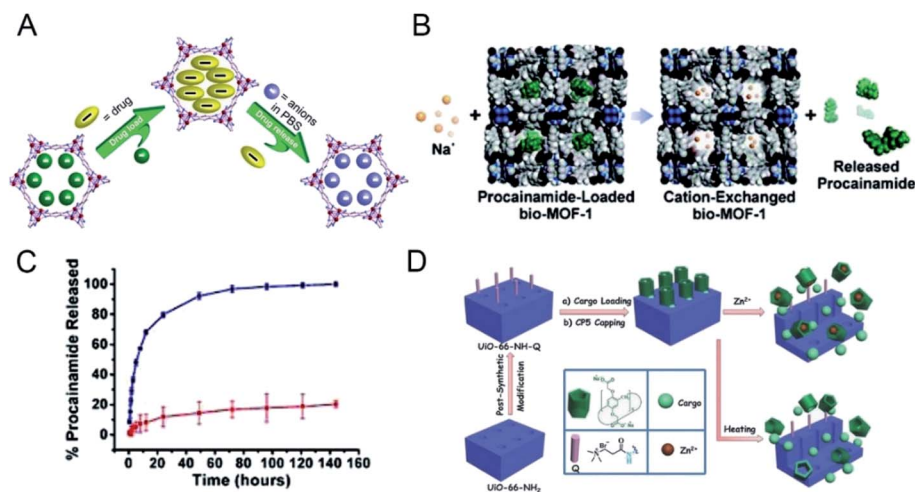 A
= drug
Drug load
= anions
in PBS
Drug release
B
Na+
+
Procainamide-Loaded
bio-MOF-1
Cation-Exchanged
bio-MOF-1
+
Released
Procainamide
C
% Procainamide Released
100
80
60
40
20
0
0 20 40 60 80 100 120 140 160
Time (hours)
D
UiO-66-NH-Q
a) Cargo Loading
b) CP5 Capping
Zn2+
Post-Synthetic
Modification
UiO-66-NH2
Cargo
Q
Br-
Zn2+
Heating